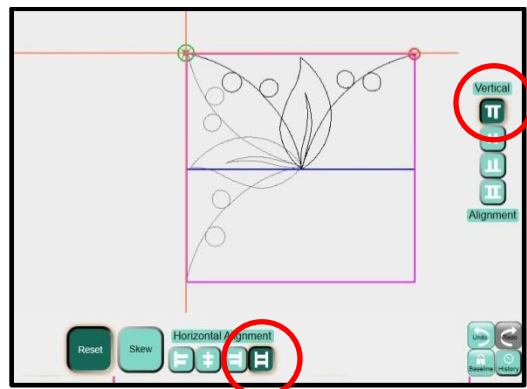 Vertical
Alignment
Horizontal Alignment
Reset
Skew
Undo
Redo
Baseline
History